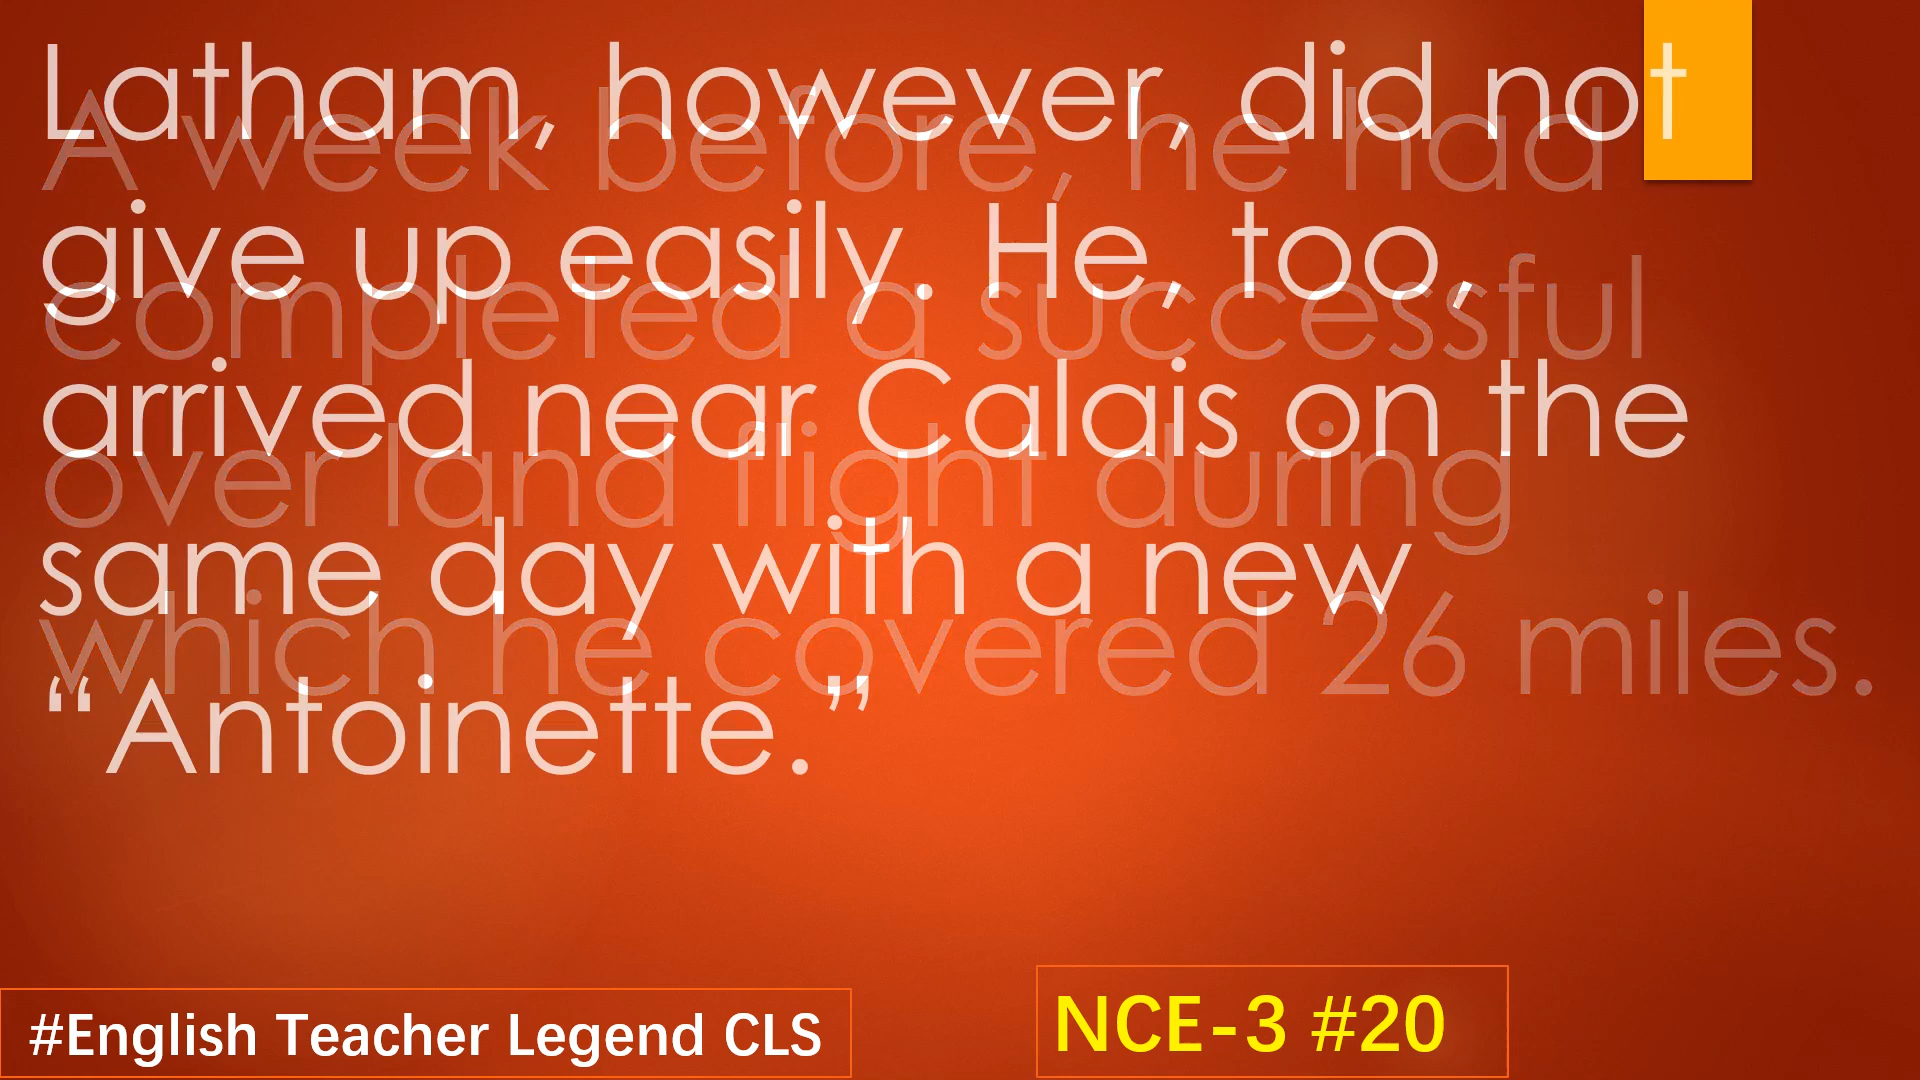 Latham, however, did not
give up easily. He, too,
arrived near Calais on the
same day with a new
“Antoinette.”
A week before, he had
completed a successful
overland flight during
which he covered 26 miles.
#English Teacher Legend CLS
NCE-3 #20